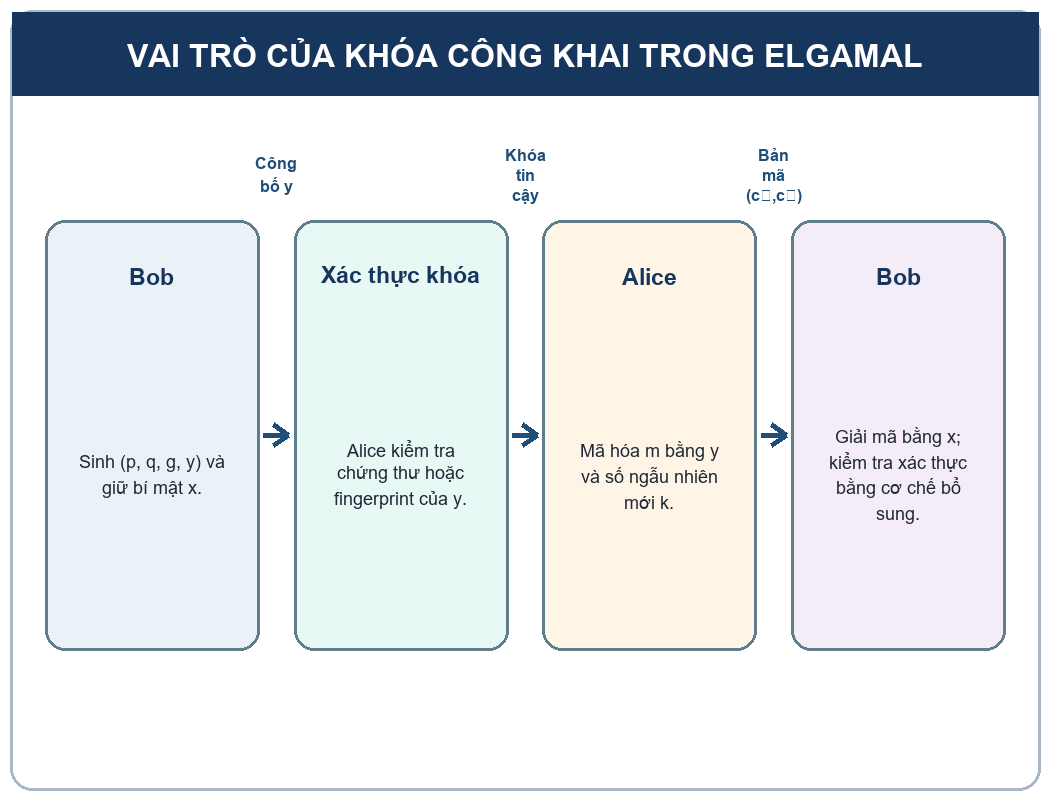 VAI TRÒ CỦA KHÓA CÔNG KHAI TRONG ELGAMAL
Công
bố y
Khóa
tin
cậy
Bản
mã
(c□,c□)
Bob
Sinh (p, q, g, y) và
giữ bí mật x.
Xác thực khóa
Alice kiểm tra
chứng thư hoặc
fingerprint của y.
Alice
Mã hóa m bằng y
và số ngẫu nhiên
mới k.
Bob
Giải mã bằng x;
kiểm tra xác thực
bằng cơ chế bổ
sung.